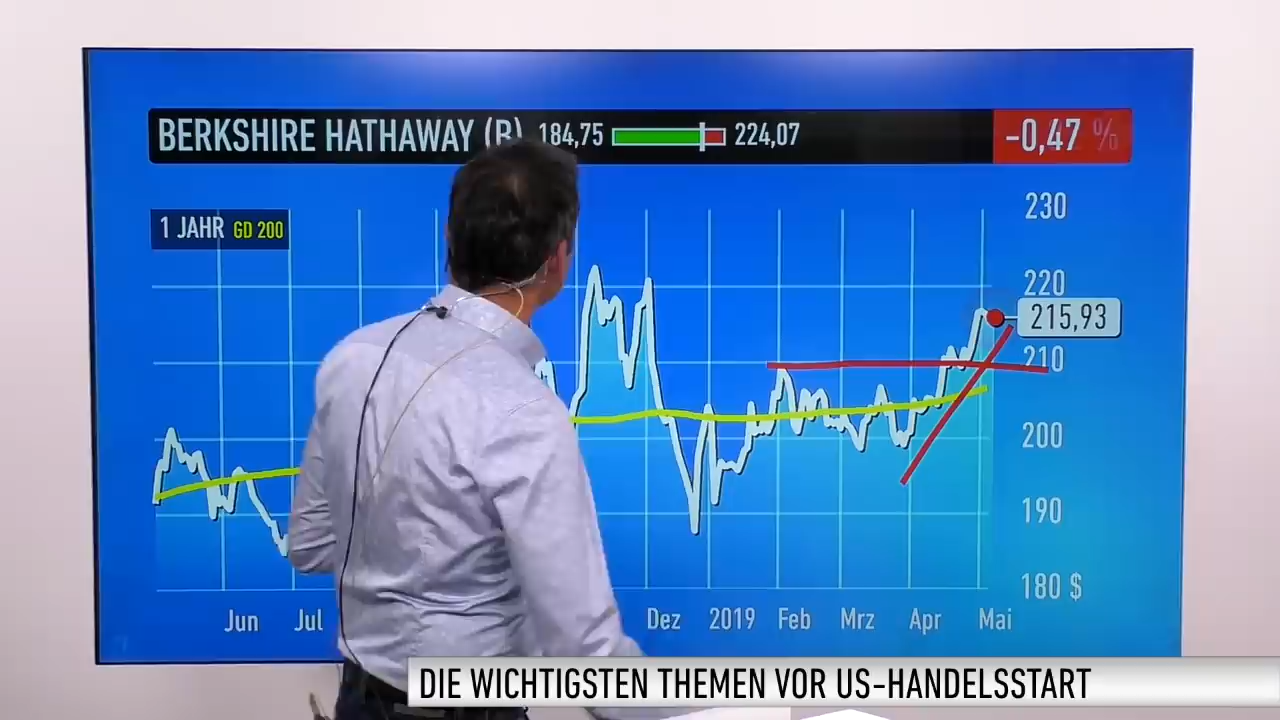 BERKSHIRE HATHAWAY (B) 184,75 224,07 -0,47 %
1 JAHR GD 200
230
220
215,93
210
200
190
180 $
Jun Jul Dez 2019 Feb Mrz Apr Mai
DIE WICHTIGSTEN THEMEN VOR US-HANDELSSTART